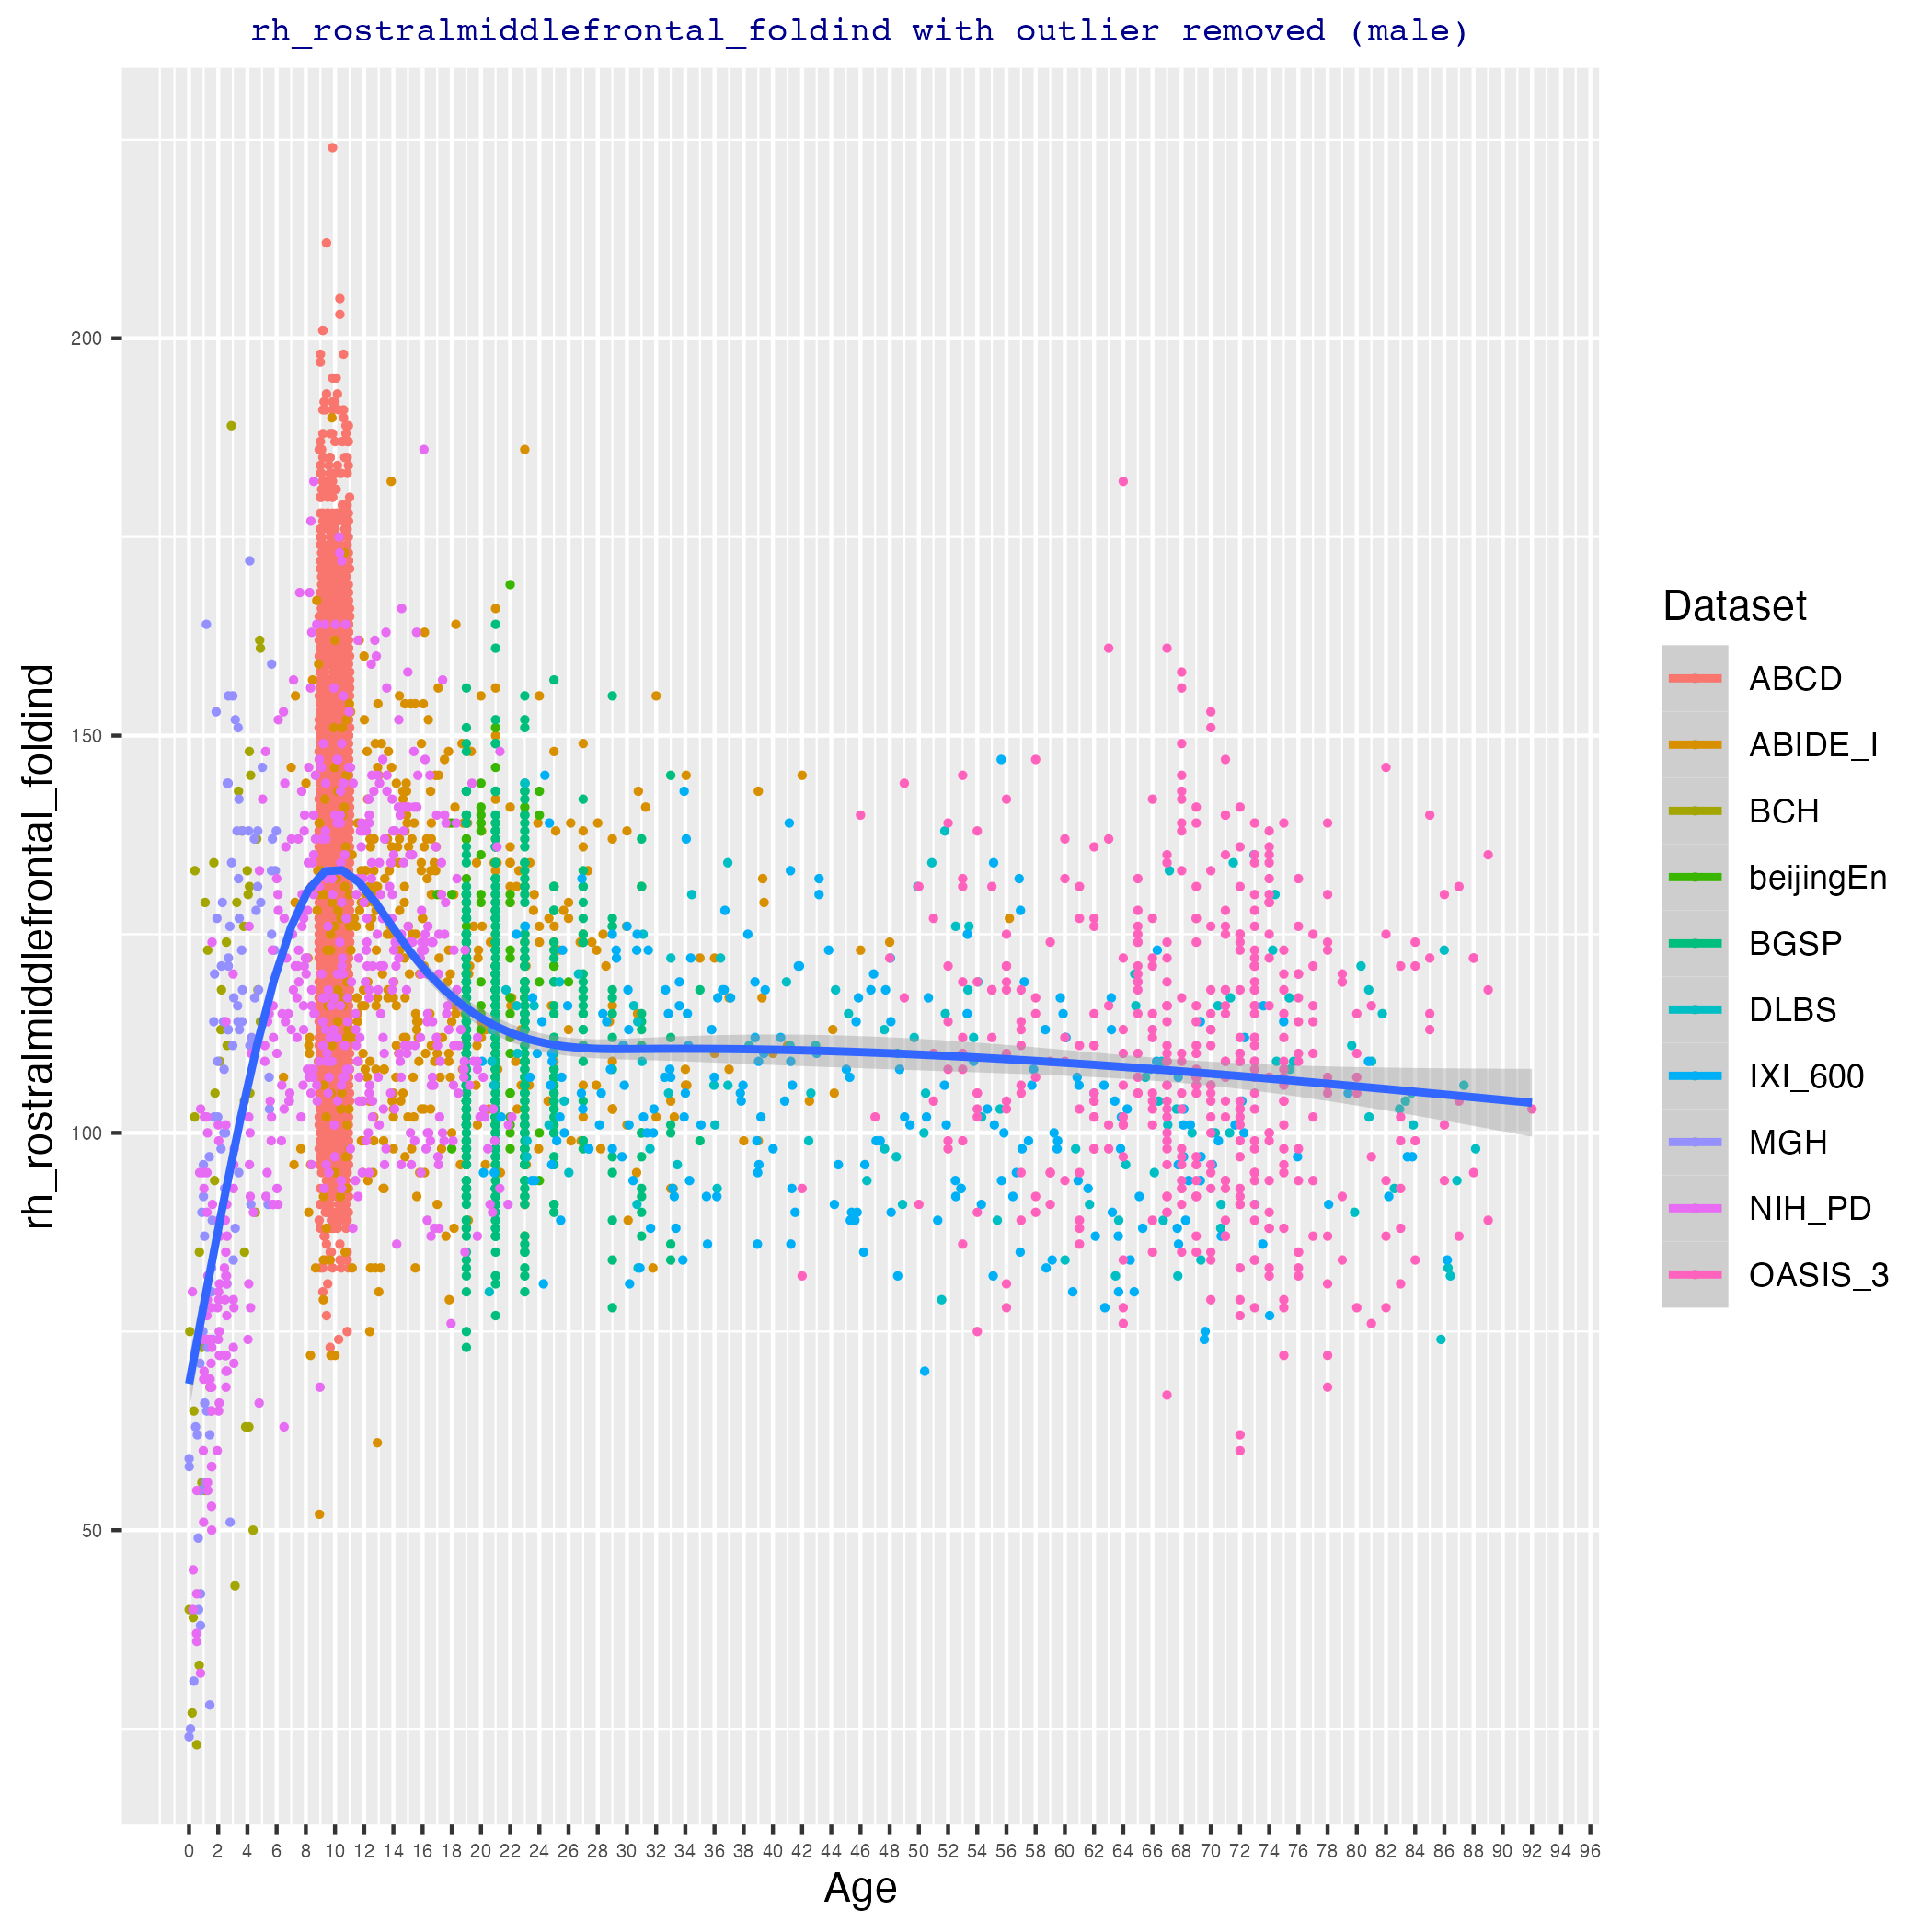 rh_rostralmiddlefrontal_foldind with outlier removed (male)
rh_rostralmiddlefrontal_foldind
200
150
100
50
0 2 4 6 8 10 12 14 16 18 20 22 24 26 28 30 32 34 36 38 40 42 44 46 48 50 52 54 56 58 60 62 64 66 68 70 72 74 76 78 80 82 84 86 88 90 92 94 96
Age
Dataset
ABCD
ABIDE_I
BCH
beijingEn
BGSP
DLBS
IXI_600
MGH
NIH_PD
OASIS_3